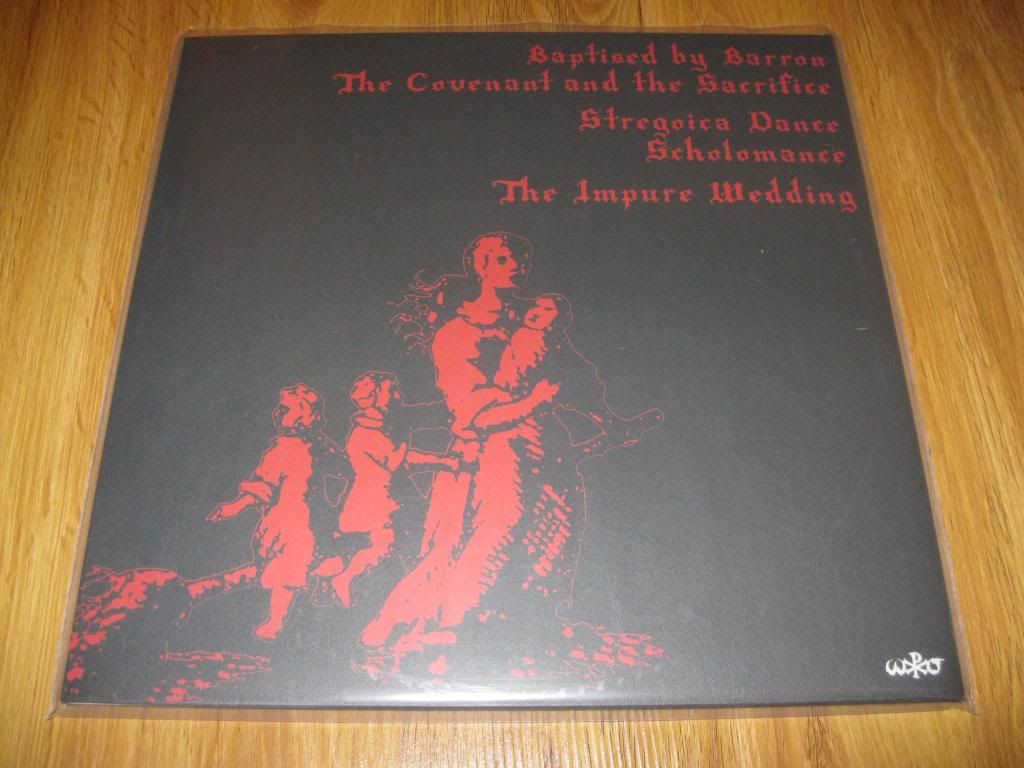 Baptised by Barron
The Covenant and the Sacrifice
Stregoica Dance
Scholomance
The Impure Wedding